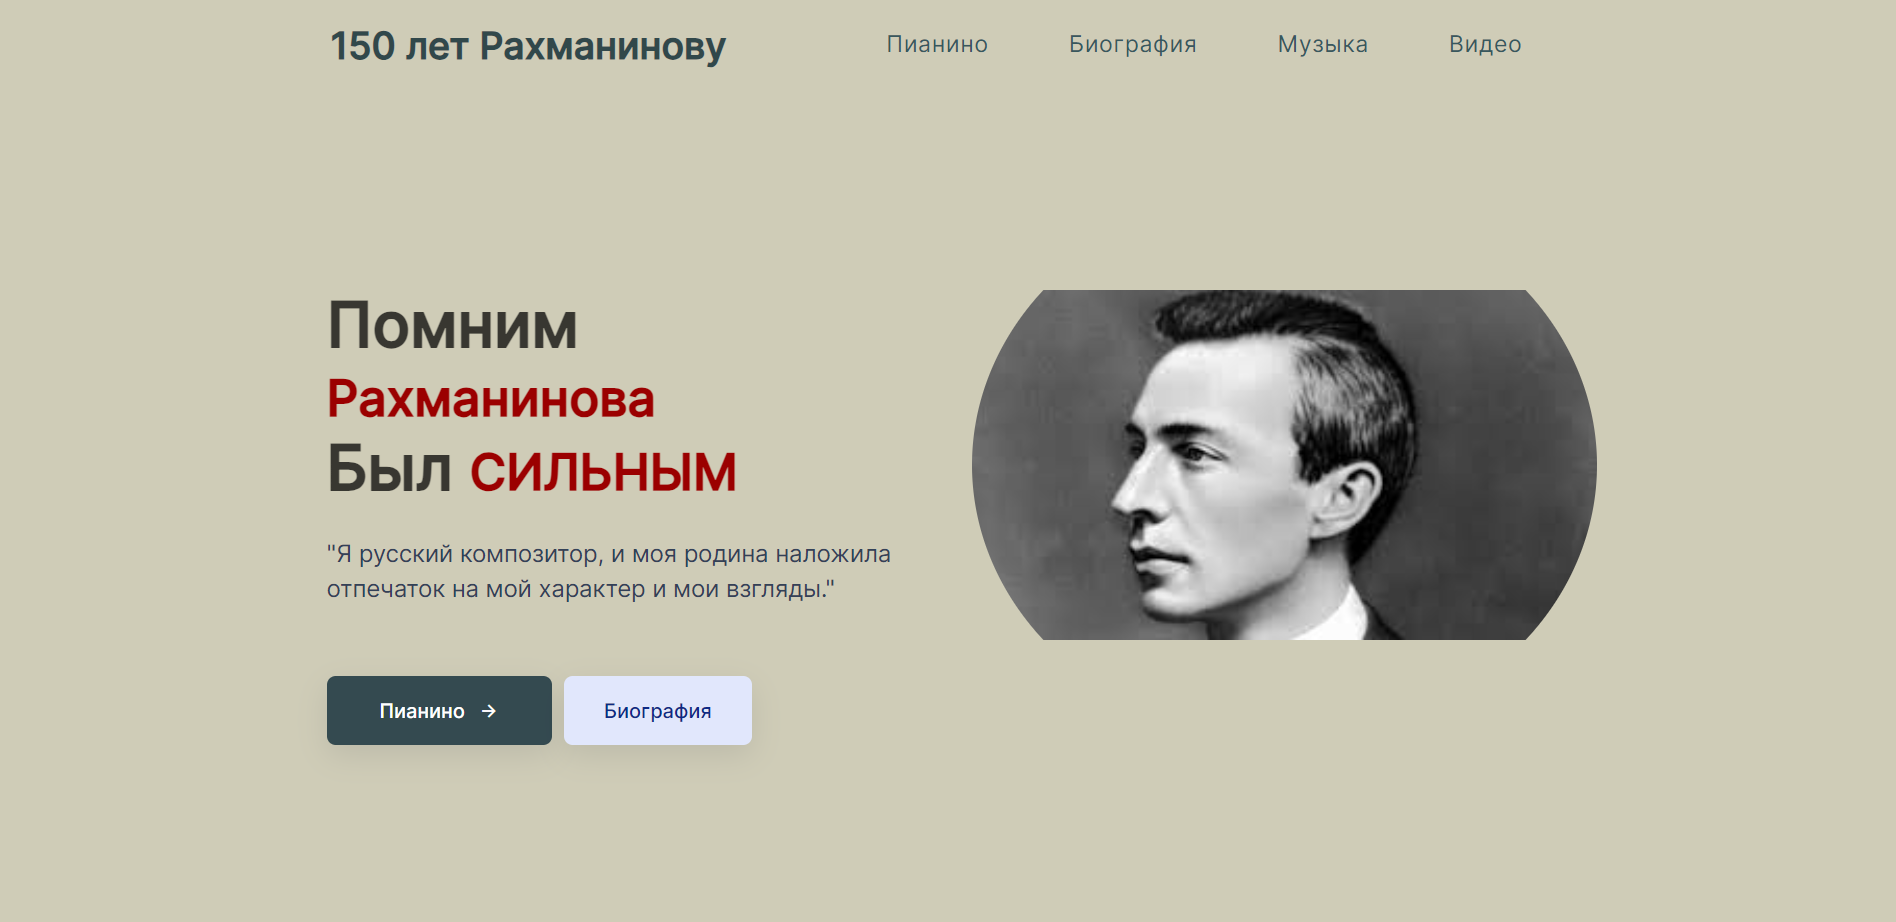 150 лет Рахманинову
Пианино Биография Музыка Видео
Помним
Рахманинова
Был СИЛЬНЫМ
"Я русский композитор, и моя родина наложила
отпечаток на мой характер и мои взгляды."
Пианино → Биография